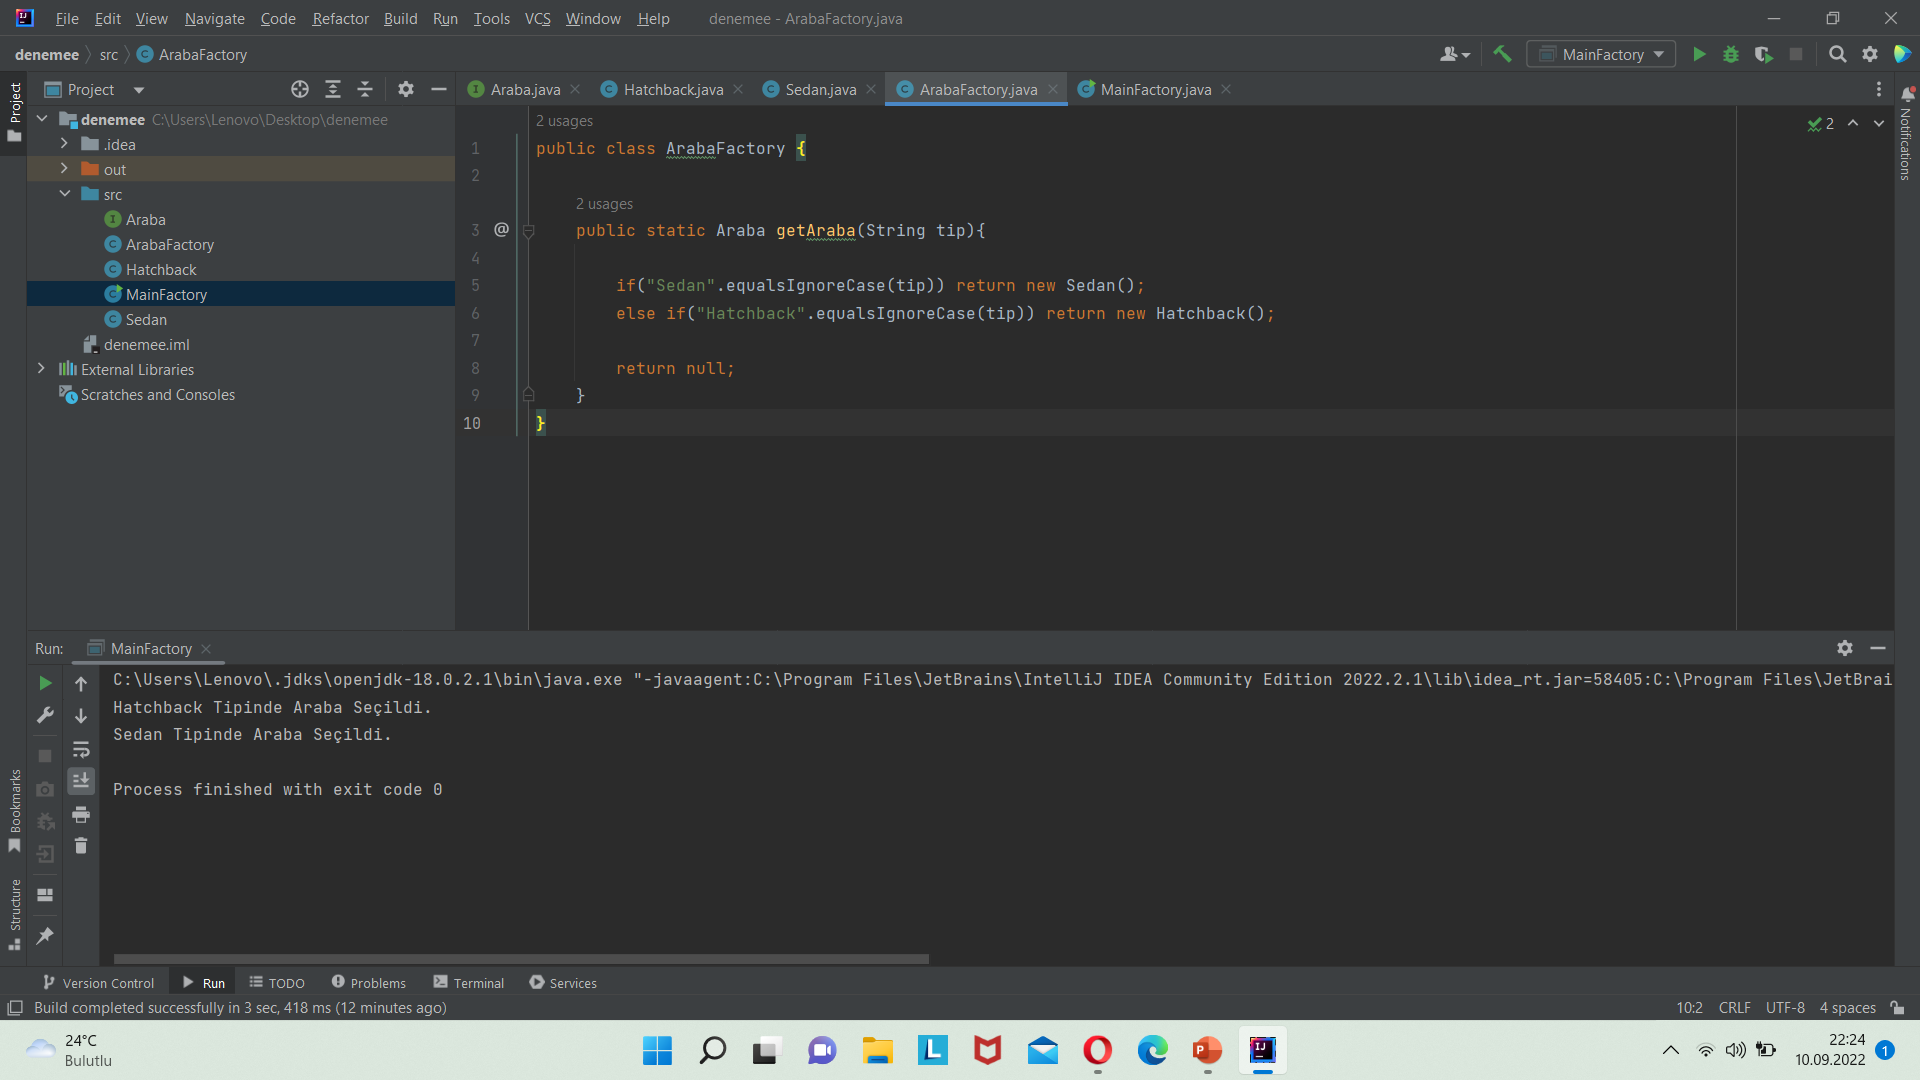 File Edit View Navigate Code Refactor Build Run Tools VCS Window Help denemee - ArabaFactory.java
denemee src ArabaFactory MainFactory
Project
Project
Araba.java Hatchback.java Sedan.java ArabaFactory.java MainFactory.java
Notifications
denemee C:\Users\Lenovo\Desktop\denemee
.idea
out
src
Araba
ArabaFactory
Hatchback
MainFactory
Sedan
denemee.iml
External Libraries
Scratches and Consoles
2 usages
2
1 public class ArabaFactory {
2
2 usages
3 @ public static Araba getAraba(String tip){
4
5 if("Sedan".equalsIgnoreCase(tip)) return new Sedan();
6 else if("Hatchback".equalsIgnoreCase(tip)) return new Hatchback();
7
8 return null;
9 }
10 }
Run: MainFactory
C:\Users\Lenovo\.jdks\openjdk-18.0.2.1\bin\java.exe "-javaagent:C:\Program Files\JetBrains\IntelliJ IDEA Community Edition 2022.2.1\lib\idea_rt.jar=58405:C:\Program Files\JetBrai
Hatchback Tipinde Araba Seçildi.
Sedan Tipinde Araba Seçildi.
Process finished with exit code 0
Bookmarks
Structure
Version Control Run TODO Problems Terminal Services
Build completed successfully in 3 sec, 418 ms (12 minutes ago) 10:2 CRLF UTF-8 4 spaces
24°C
Bulutlu
22:24
10.09.2022
1